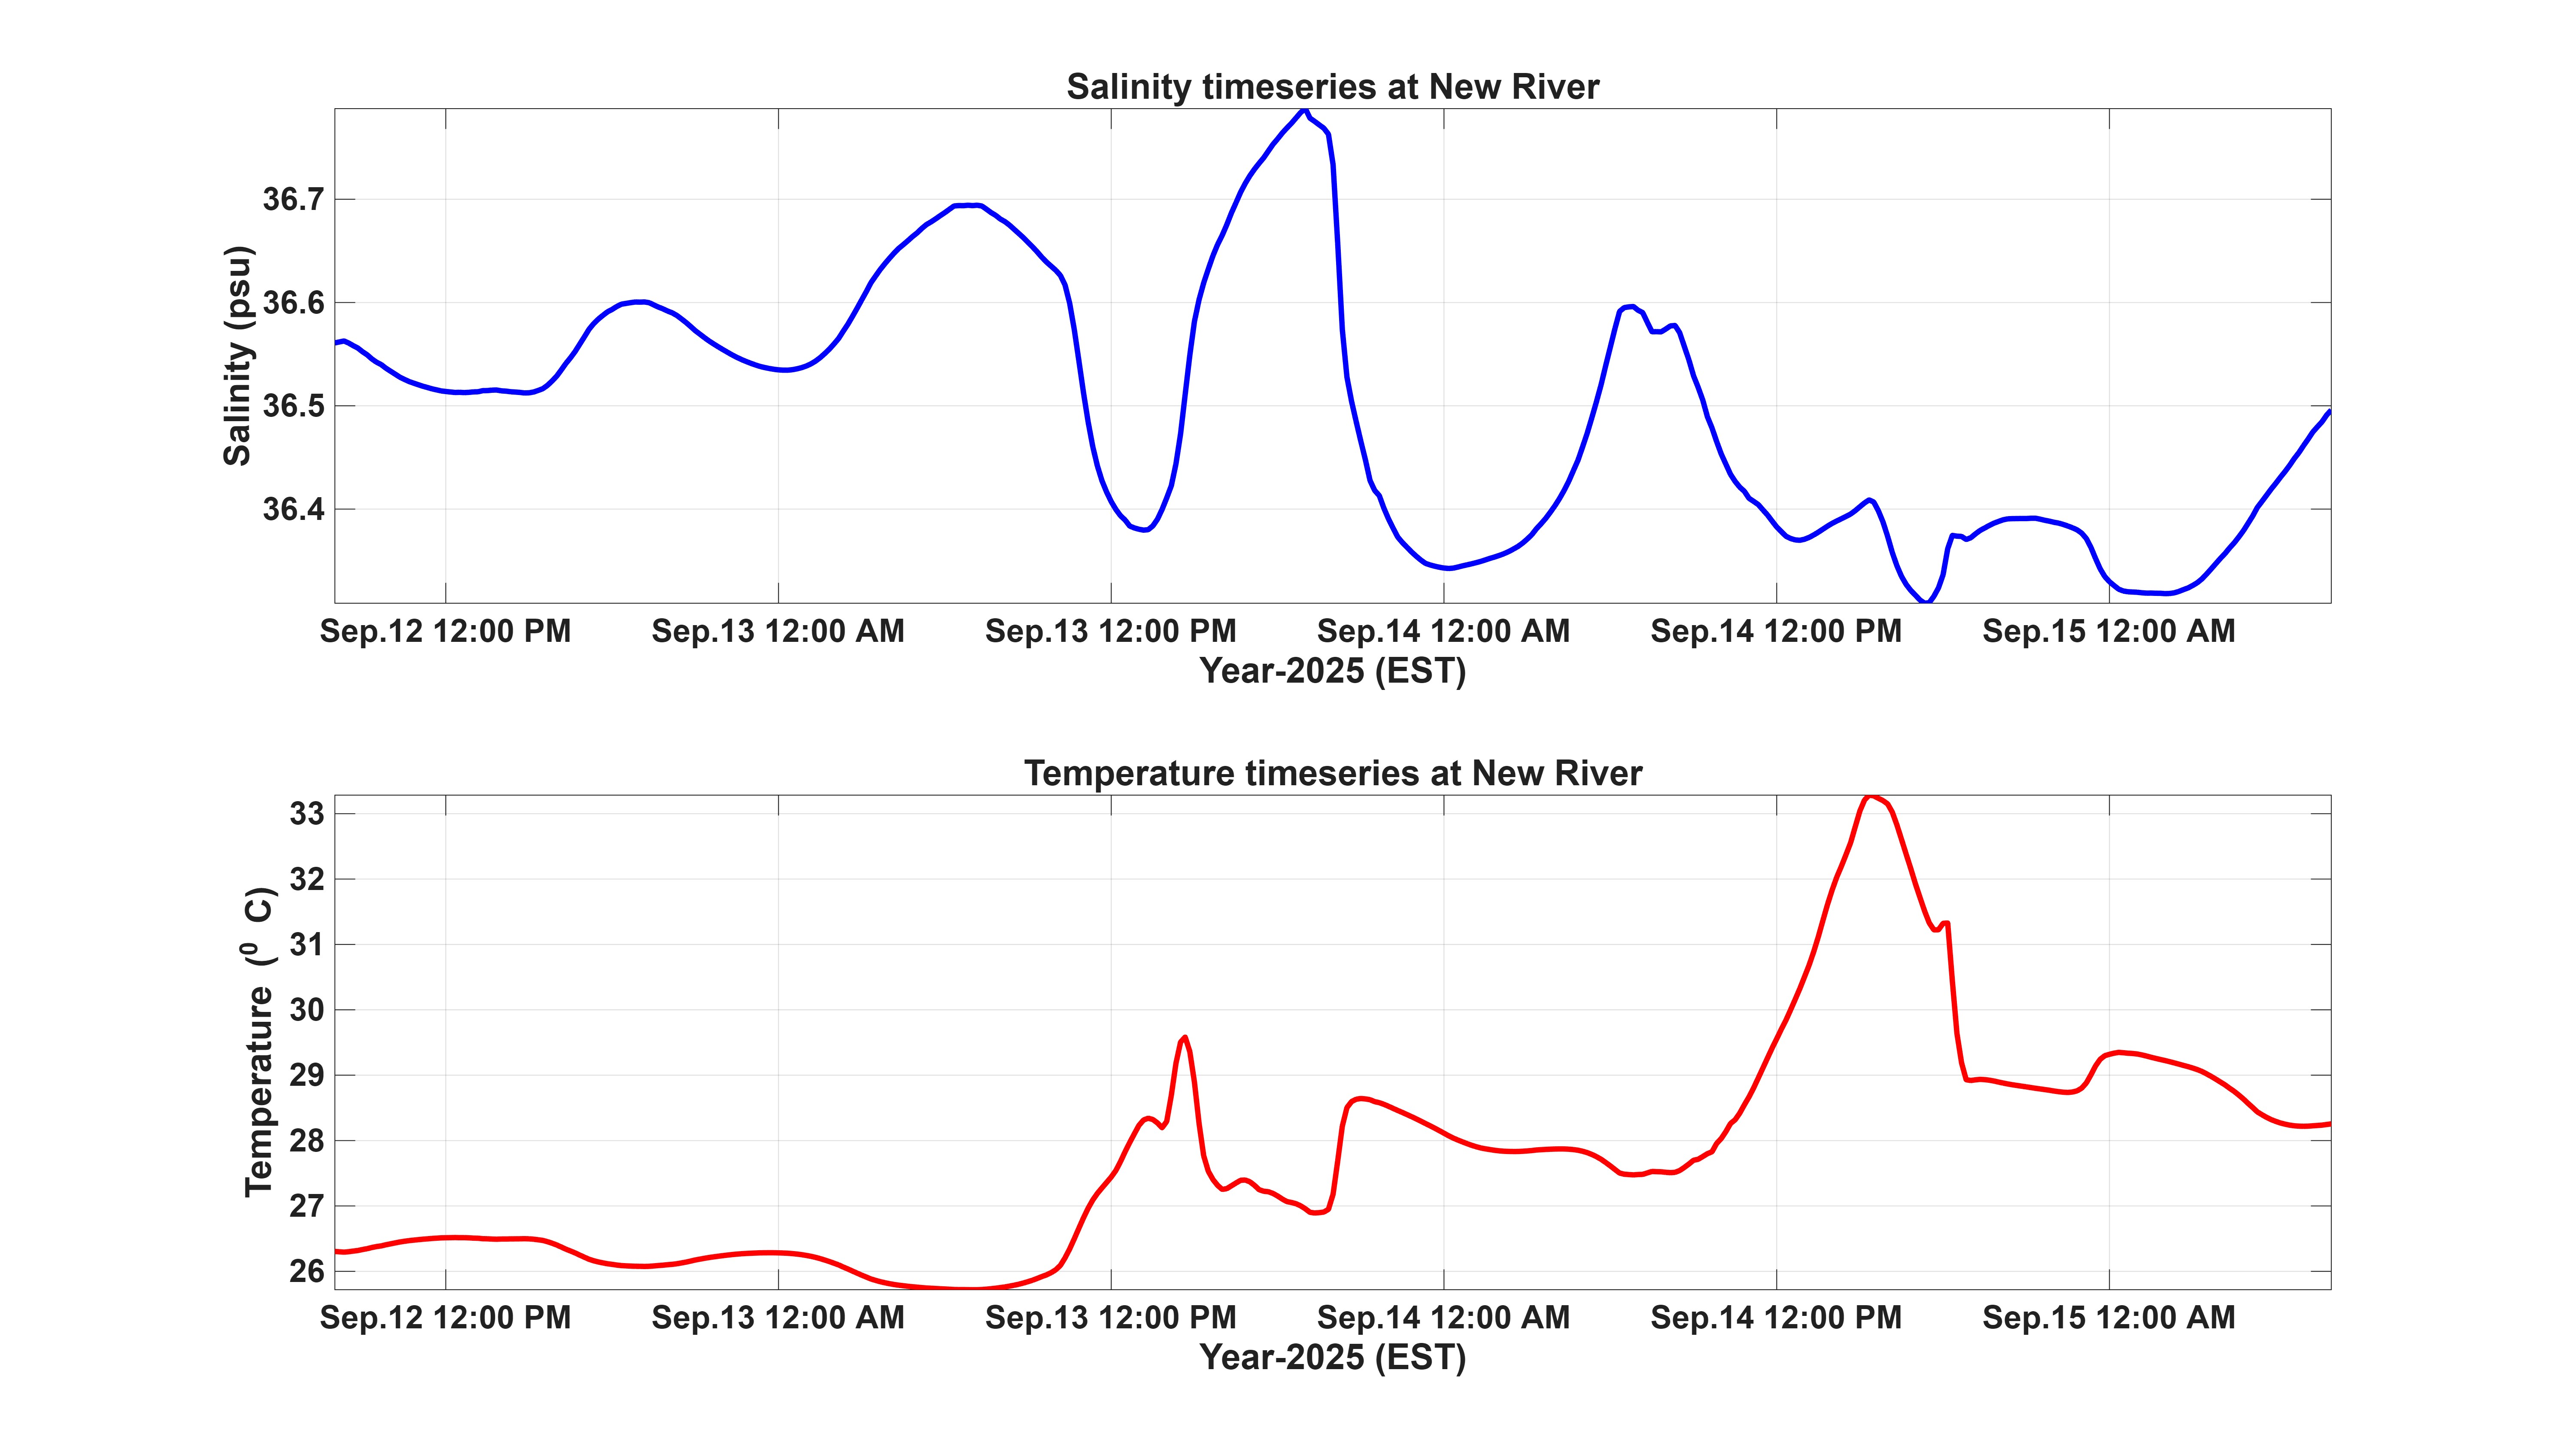 Salinity timeseries at New River
Salinity (psu)
36.7
36.6
36.5
36.4
Sep.12 12:00 PM Sep.13 12:00 AM Sep.13 12:00 PM Sep.14 12:00 AM Sep.14 12:00 PM Sep.15 12:00 AM
Year-2025 (EST)
Temperature timeseries at New River
Temperature (⁰ C)
33
32
31
30
29
28
27
26
Sep.12 12:00 PM Sep.13 12:00 AM Sep.13 12:00 PM Sep.14 12:00 AM Sep.14 12:00 PM Sep.15 12:00 AM
Year-2025 (EST)